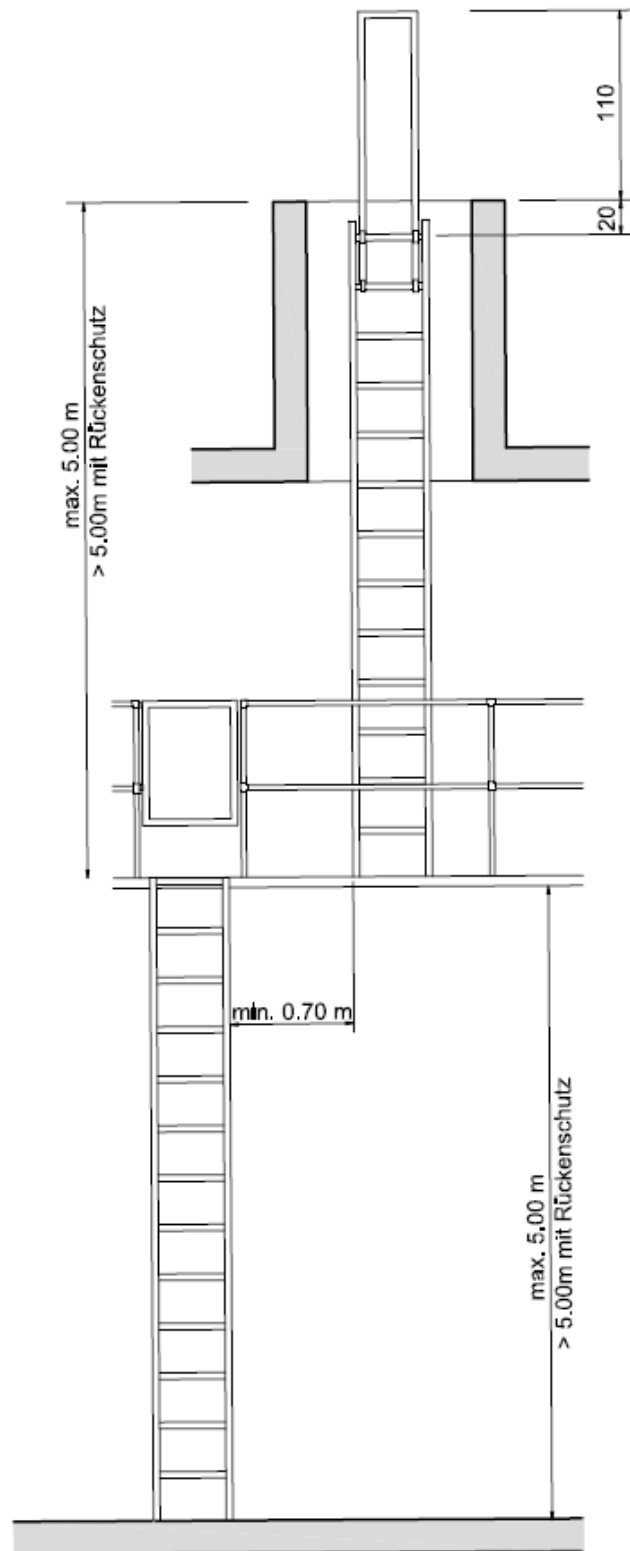 110
20
max. 5.00 m
> 5.00m mit Rückenschutz
min. 0.70 m
max. 5.00 m
> 5.00m mit Rückenschutz